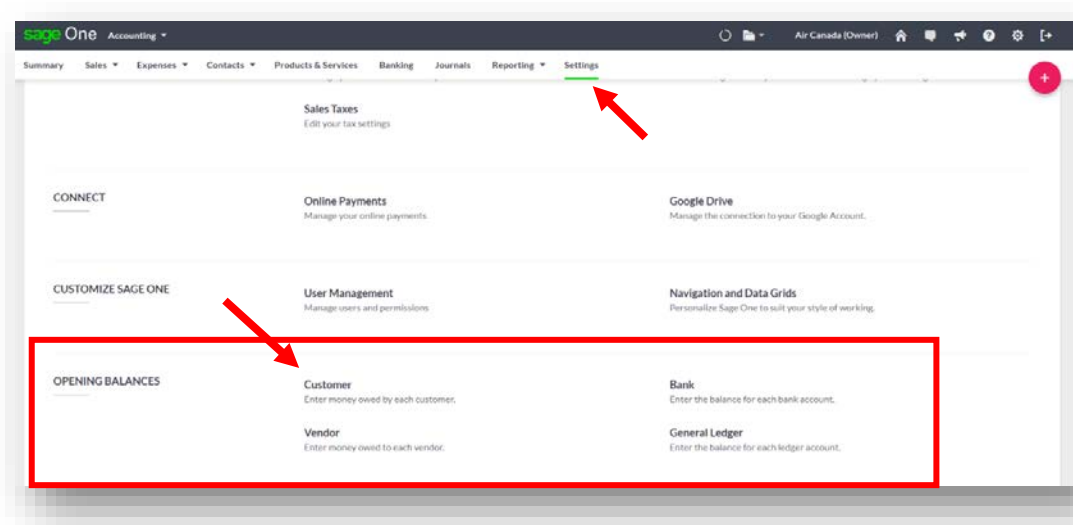 sage One Accounting
Air Canada (Owner)
Summary Sales Expenses Contacts Products & Services Banking Journals Reporting Settings
Sales Taxes
Edit your tax settings
CONNECT
Online Payments
Manage your online payments.
Google Drive
Manage the connection to your Google Account.
CUSTOMIZE SAGE ONE
User Management
Manage users and permissions
Navigation and Data Grids
Personalize Sage One to suit your style of working.
OPENING BALANCES
Customer
Enter money owed by each customer.
Bank
Enter the balance for each bank account.
Vendor
Enter money owed to each vendor.
General Ledger
Enter the balance for each ledger account.